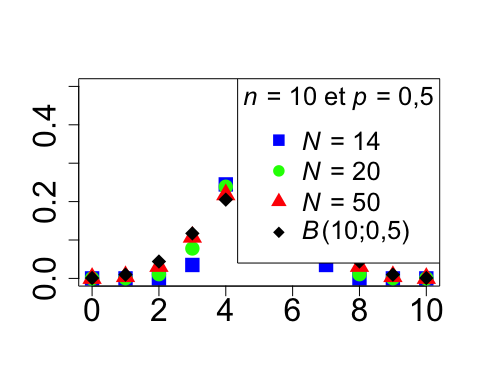 n = 10 et p = 0,5
N = 14
N = 20
N = 50
B(10;0,5)
0.4
0.2
0.0
0 2 4 6 8 10